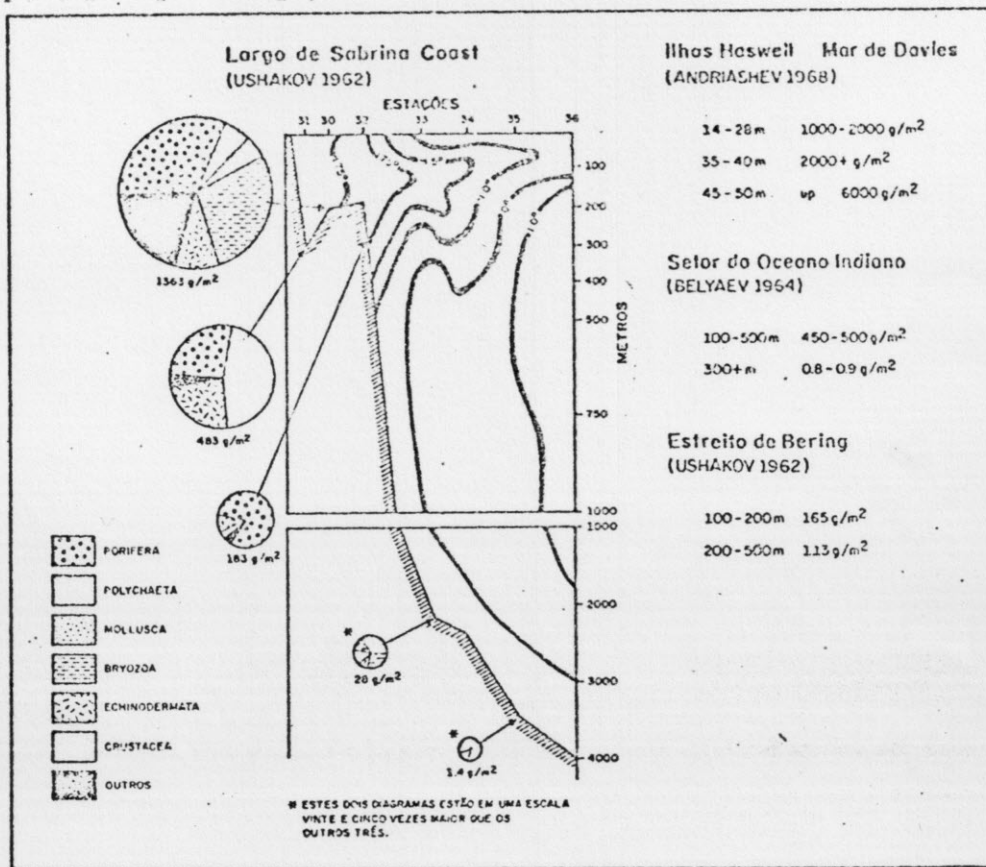 Largo de Sabrina Coast
(USHAKOV 1962)
ESTAÇÕES
31 30 32 33 34 35 36
100
200
300
400
500
METROS
750
1000
1000
2000
3000
4000
1363 g/m²
483 g/m²
163 g/m²
*
20 g/m²
*
1.4 g/m²
PORIFERA
POLYCHAETA
MOLLUSCA
BRYOZOA
ECHINODERMATA
CRUSTACEA
OUTROS
* ESTES DOIS DIAGRAMAS ESTÃO EM UMA ESCALA
VINTE E CINCO VEZES MAIOR QUE OS
OUTROS TRÊS.
Ilhas Haswell Mar de Davies
(ANDRIASHEV 1968)
14-28m 1000-2000 g/m²
35-40m 2000+ g/m²
45-50m up 6000 g/m²
Setor do Oceano Indiano
(BELYAEV 1964)
100-500m 450-500 g/m²
300+ m 0.8-0.9 g/m²
Estreito de Bering
(USHAKOV 1962)
100-200m 165 g/m²
200-500m 113 g/m²